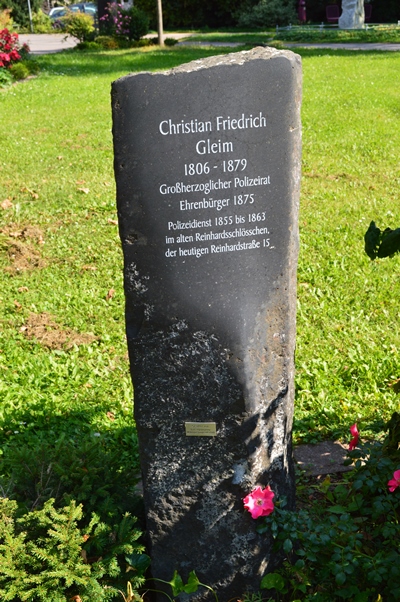 Christian Friedrich
Gleim
1806 - 1879
Großherzoglicher Polizeirat
Ehrenbürger 1875
Polizeidienst 1855 bis 1863
im alten Reinhardsschlösschen,
der heutigen Reinhardstraße 15